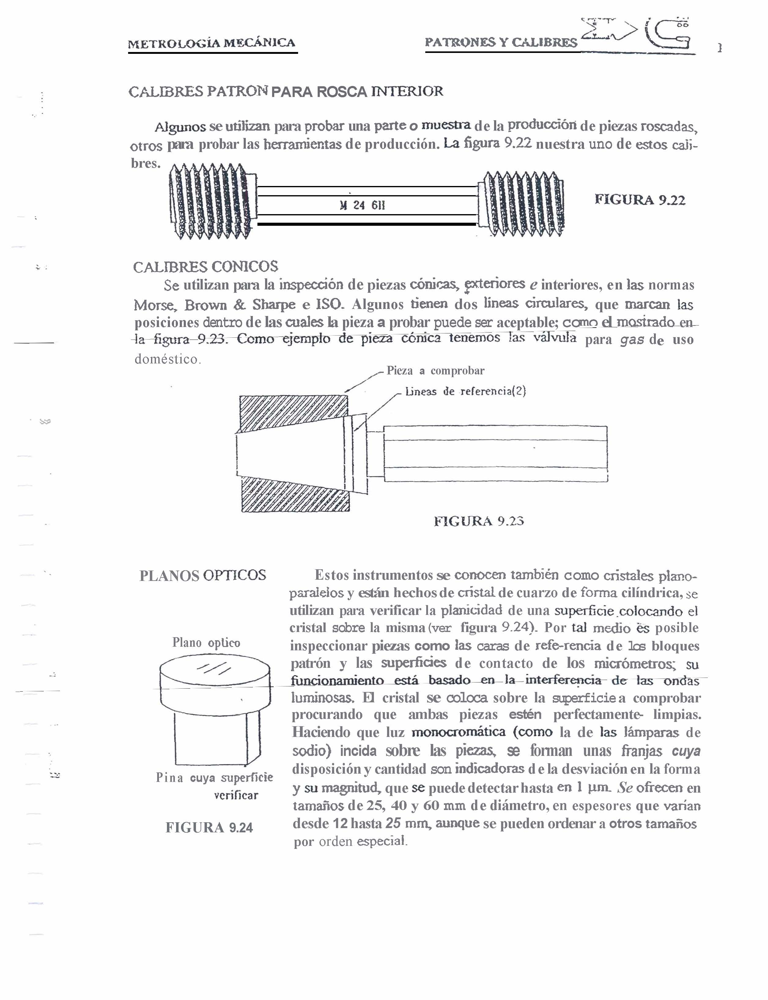 METROLOGÍA MECÁNICA
PATRONES Y CALIBRES
CALIBRES PATRON PARA ROSCA INTERIOR
Algunos se utilizan para probar una parte o muestra de la producción de piezas roscadas,
otros para probar las herramientas de producción. La figura 9.22 nuestra uno de estos cali-
bres.
M 24 6H
FIGURA 9.22
CALIBRES CONICOS
Se utilizan para la inspección de piezas cónicas, exteriores e interiores, en las normas
Morse, Brown & Sharpe e ISO. Algunos tienen dos líneas circulares, que marcan las
posiciones dentro de las cuales la pieza a probar puede ser aceptable; como el mostrado en
la figura 9.23. Como ejemplo de pieza cónica tenemos las válvula para gas de uso
doméstico.
Pieza a comprobar
Lineas de referencia(2)
FIGURA 9.23
PLANOS OPTICOS
Estos instrumentos se conocen también como cristales plano-
paralelos y están hechos de cristal de cuarzo de forma cilíndrica, se
utilizan para verificar la planicidad de una superficie colocando el
cristal sobre la misma (ver figura 9.24). Por tal medio es posible
inspeccionar piezas como las caras de refe-rencia de los bloques
patrón y las superficies de contacto de los micrómetros; su
funcionamiento está basado en la interferencia de las ondas
luminosas. El cristal se coloca sobre la superficie a comprobar
procurando que ambas piezas estén perfectamente- limpias.
Haciendo que luz monocromática (como la de las lámparas de
sodio) incida sobre las piezas, se forman unas franjas cuya
disposición y cantidad son indicadoras de la desviación en la forma
y su magnitud, que se puede detectar hasta en 1 µm. Se ofrecen en
tamaños de 25, 40 y 60 mm de diámetro, en espesores que varían
desde 12 hasta 25 mm, aunque se pueden ordenar a otros tamaños
por orden especial.
Plano optico
Pina cuya superficie
verificar
FIGURA 9.24